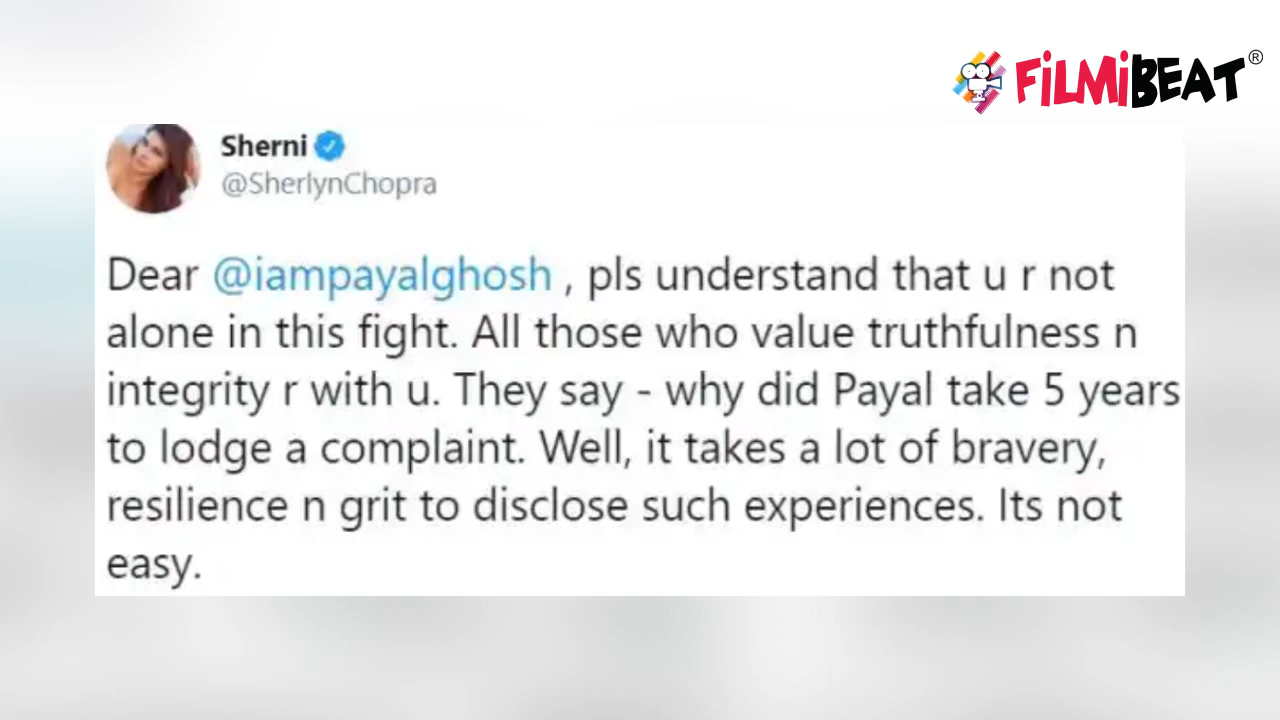 FiLMiBEAT®
Sherni
@SherlynChopra
Dear @iampayalghosh , pls understand that u r not
alone in this fight. All those who value truthfulness n
integrity r with u. They say - why did Payal take 5 years
to lodge a complaint. Well, it takes a lot of bravery,
resilience n grit to disclose such experiences. Its not
easy.